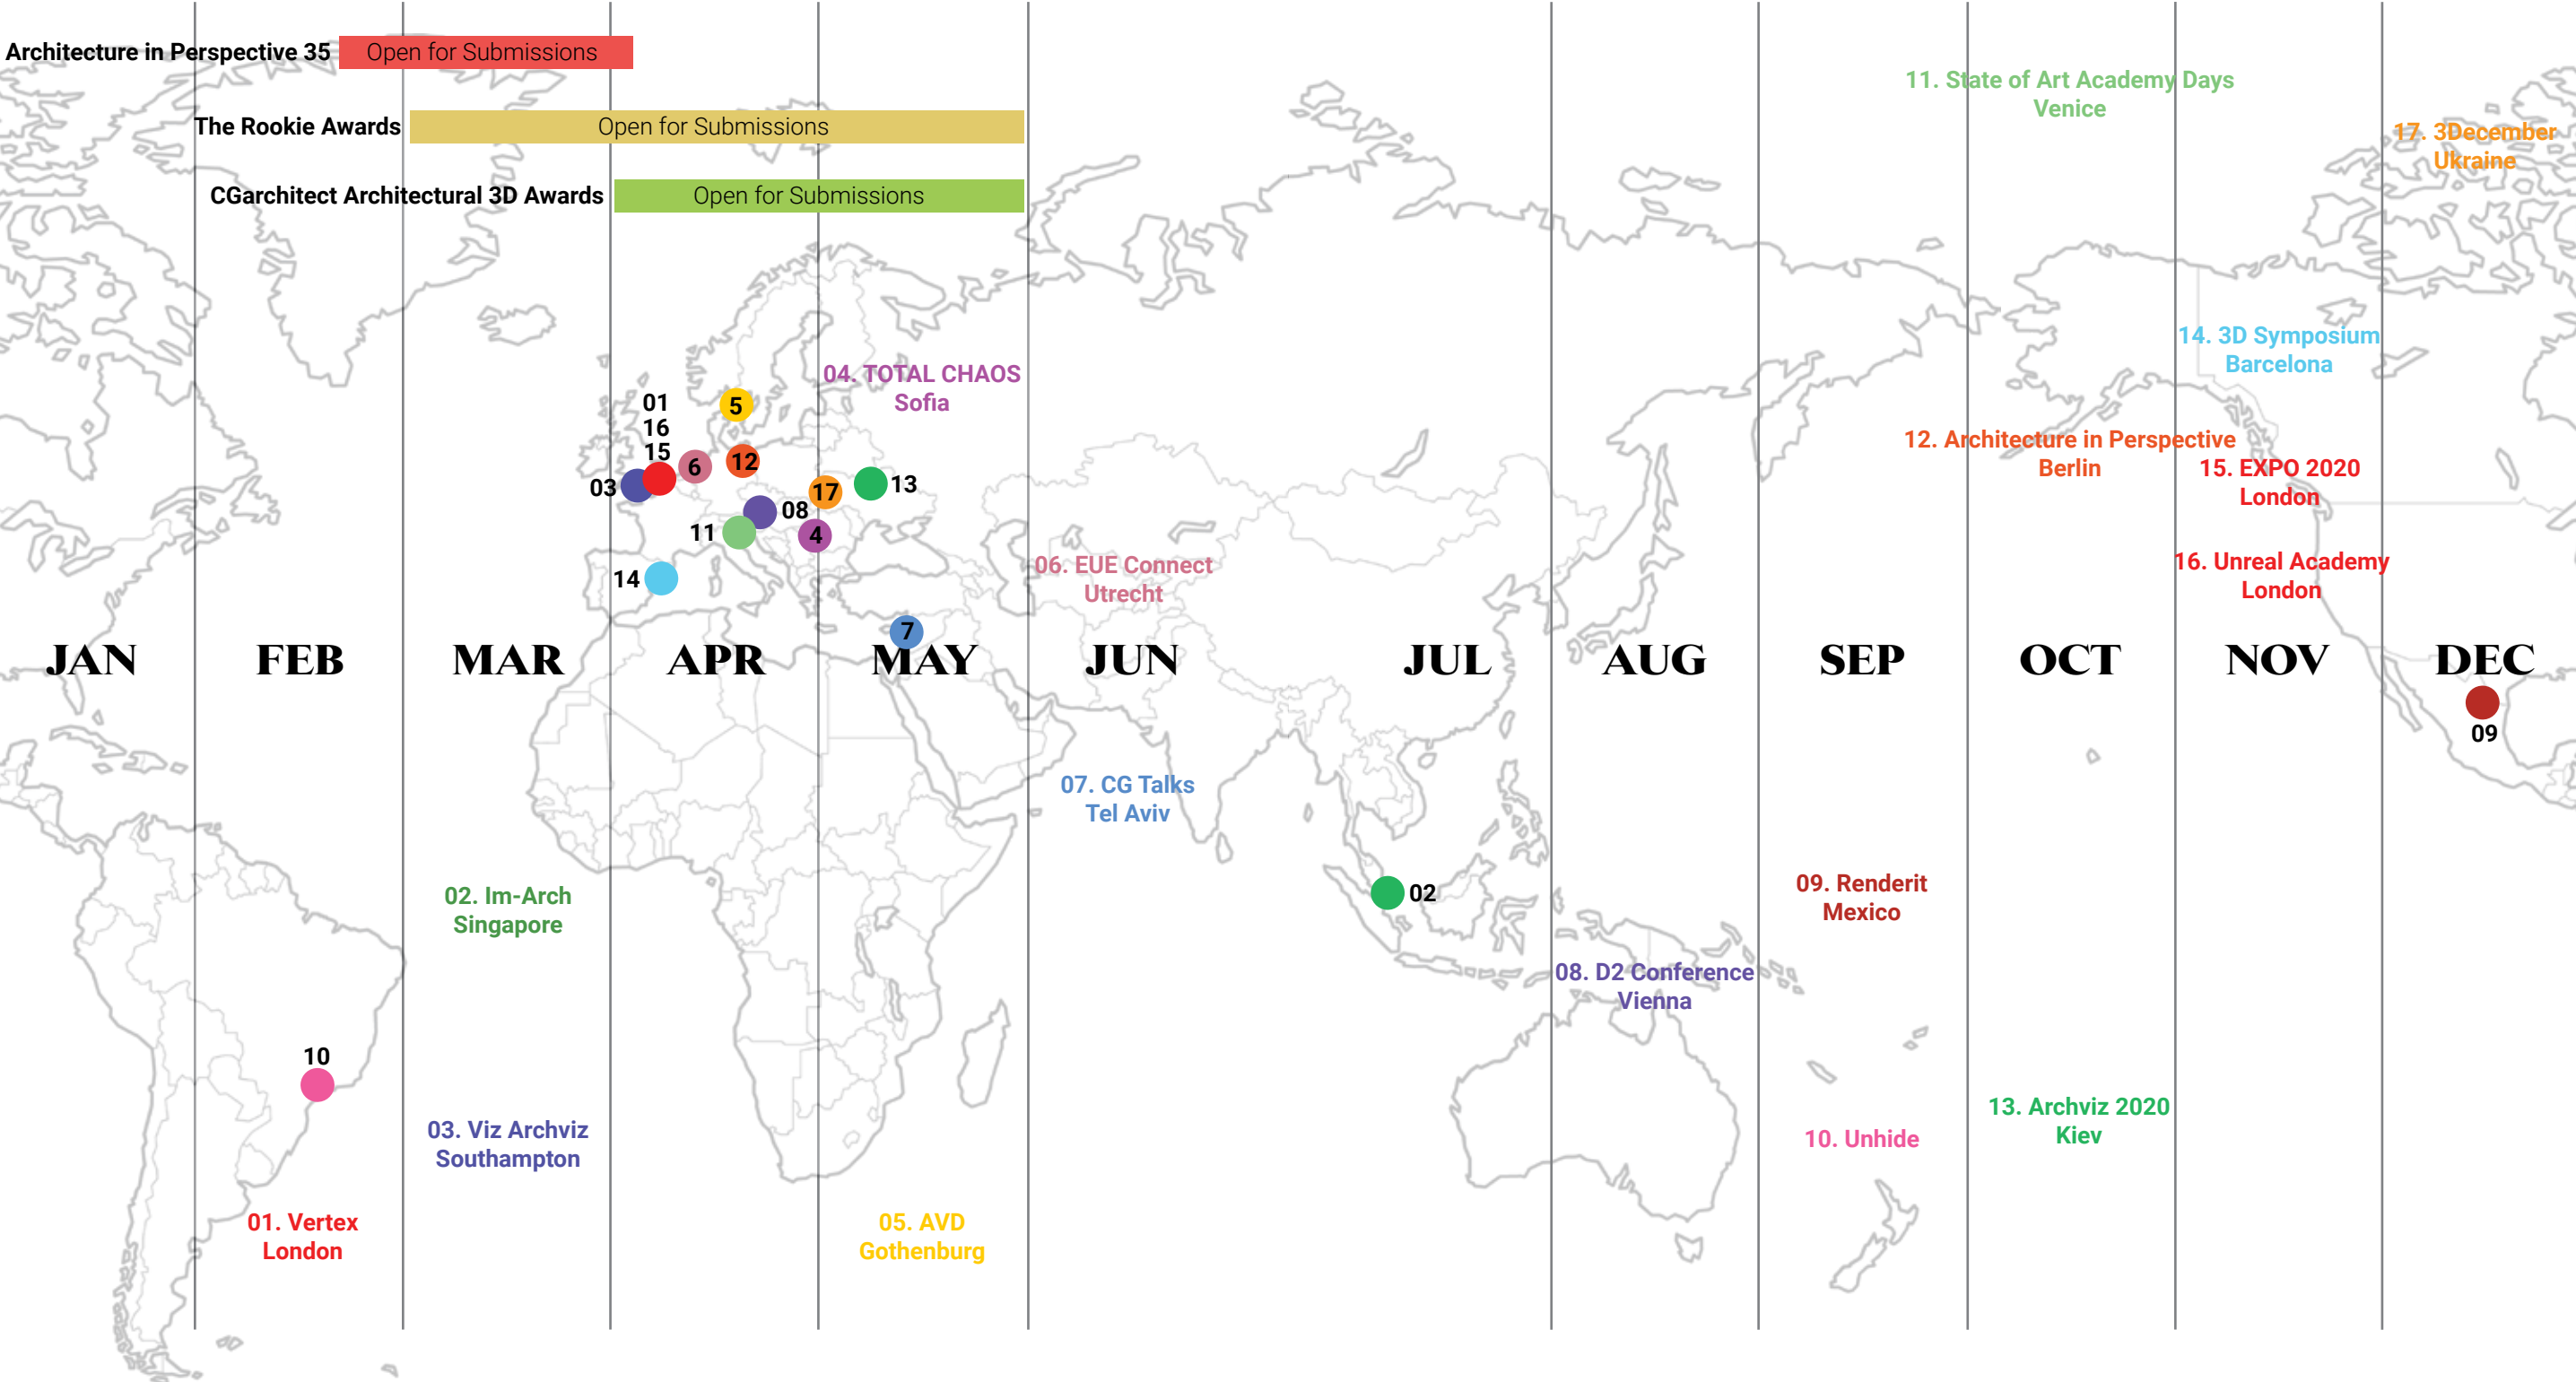 Architecture in Perspective 35
Open for Submissions
The Rookie Awards
Open for Submissions
CGarchitect Architectural 3D Awards
Open for Submissions
11. State of Art Academy Days
Venice
17. 3December
Ukraine
14. 3D Symposium
Barcelona
04. TOTAL CHAOS
Sofia
01
16
15
5
6
12
03
17
13
08
11
4
14
7
12. Architecture in Perspective
Berlin
15. EXPO 2020
London
06. EUE Connect
Utrecht
16. Unreal Academy
London
JAN
FEB
MAR
APR
MAY
JUN
JUL
AUG
SEP
OCT
NOV
DEC
09
07. CG Talks
Tel Aviv
02. Im-Arch
Singapore
02
09. Renderit
Mexico
08. D2 Conference
Vienna
10
03. Viz Archviz
Southampton
13. Archviz 2020
Kiev
10. Unhide
01. Vertex
London
05. AVD
Gothenburg